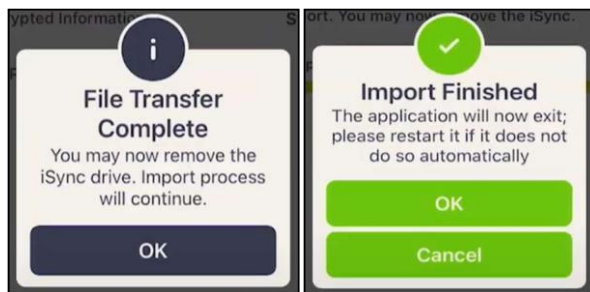 ypted Information
File Transfer
Complete
You may now remove the
iSync drive. Import process
will continue.
OK
ort. You may now remove the iSync.
Import Finished
The application will now exit;
please restart it if it does not
do so automatically
OK
Cancel